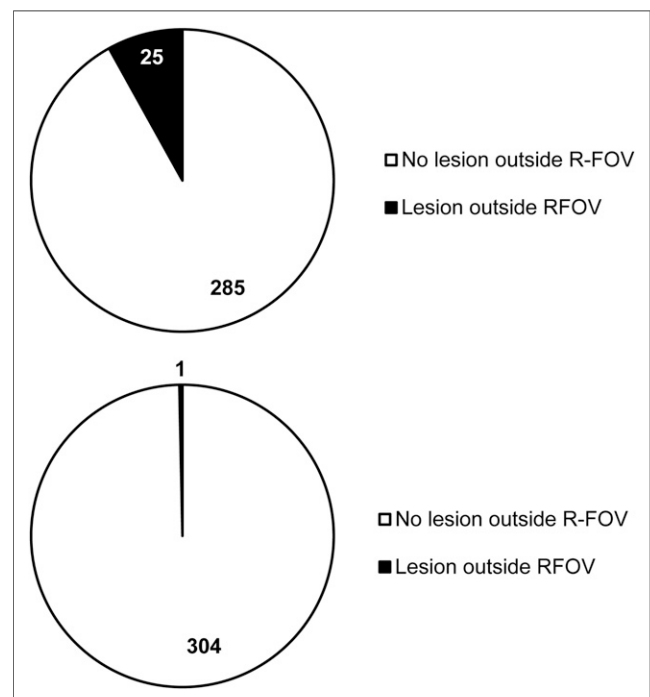 25
No lesion outside R-FOV
Lesion outside RFOV
285
1
No lesion outside R-FOV
Lesion outside RFOV
304